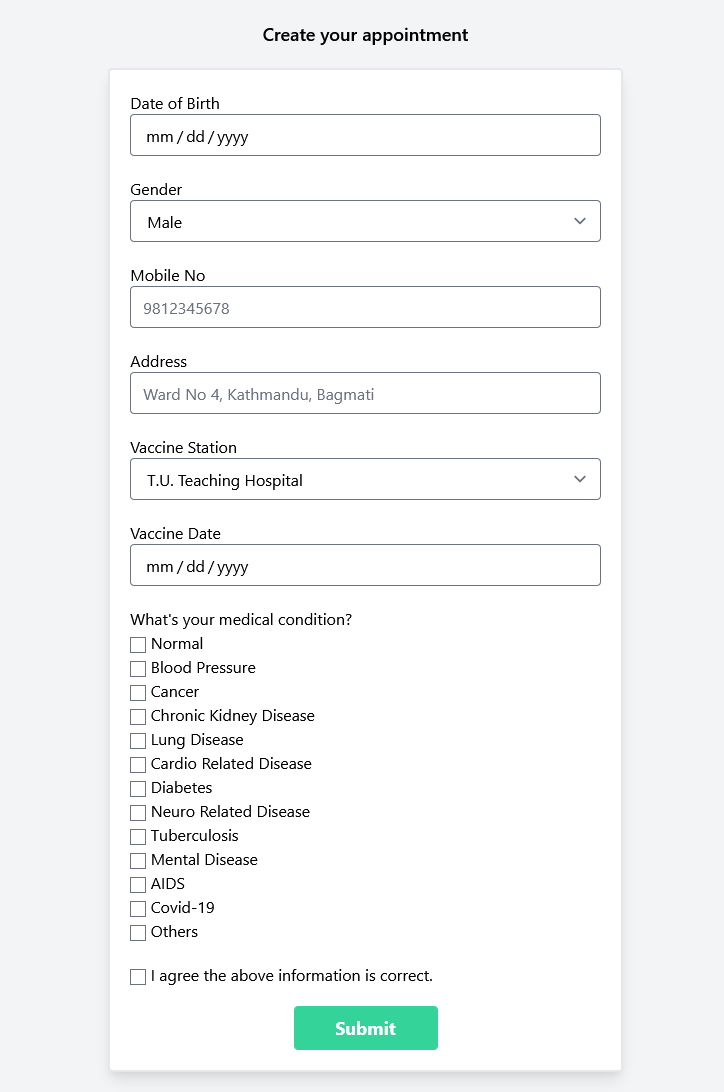 Create your appointment
Date of Birth
mm / dd / yyyy
Gender
Male
Mobile No
9812345678
Address
Ward No 4, Kathmandu, Bagmati
Vaccine Station
T.U. Teaching Hospital
Vaccine Date
mm / dd / yyyy
What's your medical condition?
Normal
Blood Pressure
Cancer
Chronic Kidney Disease
Lung Disease
Cardio Related Disease
Diabetes
Neuro Related Disease
Tuberculosis
Mental Disease
AIDS
Covid-19
Others
I agree the above information is correct.
Submit